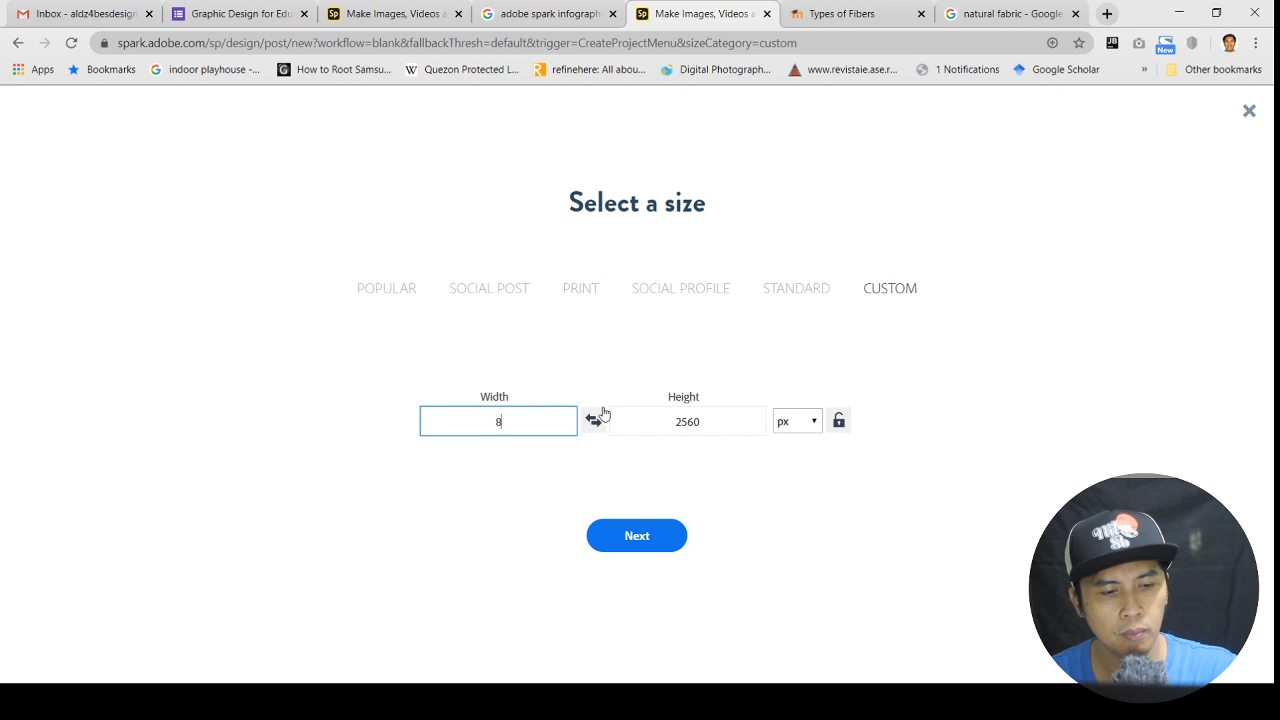 Inbox - aldz4besdesign
Graphic Design for Edu
Sp Make Images, Videos a
adobe spark infograph
Sp Make Images, Videos a
Types of Fibers
natural fabric - Google
spark.adobe.com/sp/design/post/new?workflow=blank&fallbackThresh=default&trigger=CreateProjectMenu&sizeCategory=custom
JB
New
Apps
Bookmarks
indoor playhouse -...
How to Root Samsu...
W Quezon Protected L...
refinehere: All abou...
Digital Photograph...
www.revistaie.ase.r...
1 Notifications
Google Scholar
»
Other bookmarks
Select a size
POPULAR
SOCIAL POST
PRINT
SOCIAL PROFILE
STANDARD
CUSTOM
Width
Height
8
2560
px
Next